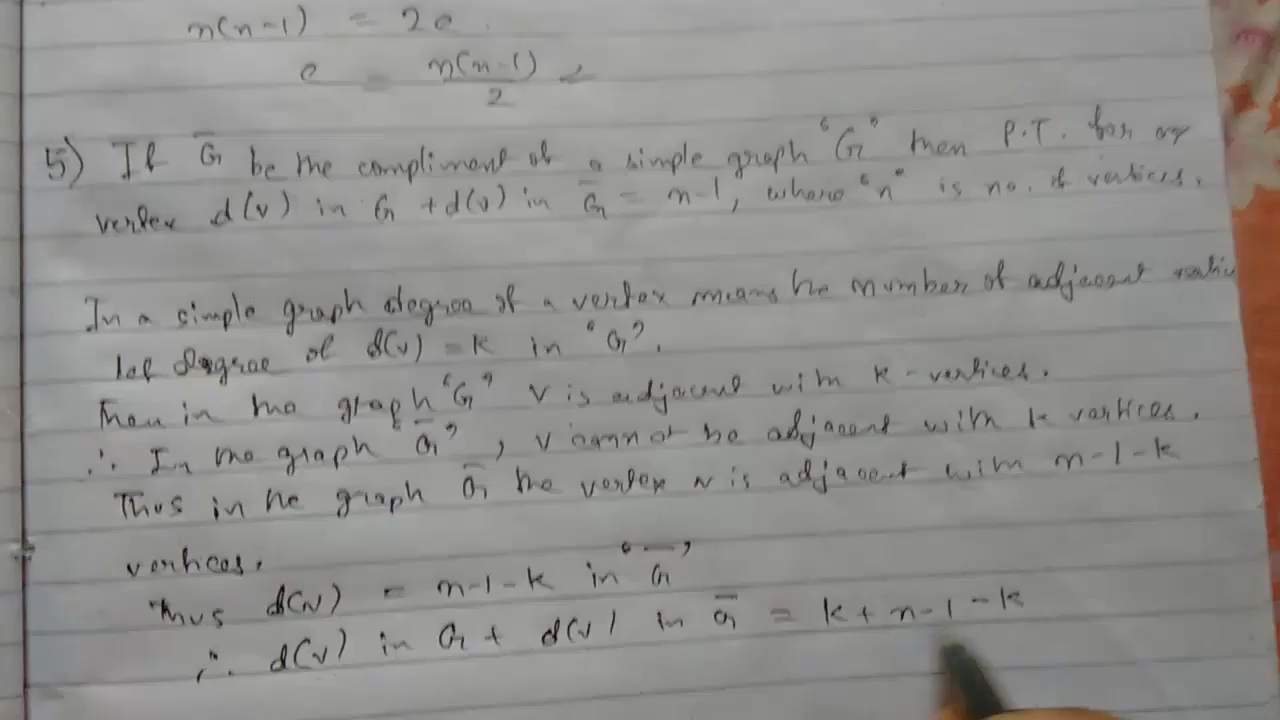 n(n-1) = 2e.
e = n(n-1)/2
5) If G̅ be the compliment of a simple graph "G" then P.T. for any
vertex d(v) in G + d(v) in G̅ = n-1, where "n" is no. of vertices.
In a simple graph degree of a vertex means the number of adjacent
let degree of d(v) = k in "G".
Then in the graph "G" v is adjacent with k-vertices.
∴ In the graph "G̅", v cannot be adjacent with k vertices.
Thus in the graph G̅ the vertex v is adjacent with n-1-k
vertices.
Thus d(v) = n-1-k in "G̅"
∴ d(v) in G + d(v) in G̅ = k + n-1-k